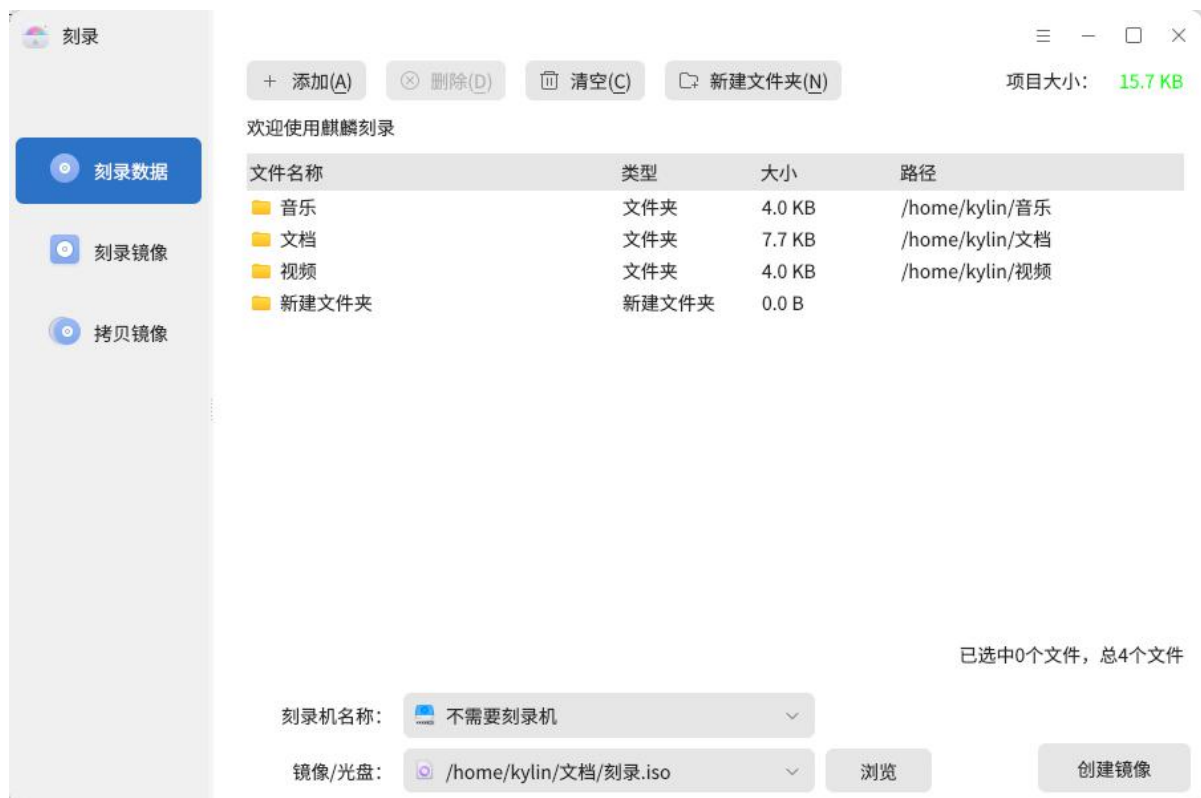 刻录
添加(A) 删除(D) 清空(C) 新建文件夹(N) 项目大小: 15.7 KB
欢迎使用麒麟刻录
刻录数据
刻录镜像
拷贝镜像
文件名称 类型 大小 路径
音乐 文件夹 4.0 KB /home/kylin/音乐
文档 文件夹 7.7 KB /home/kylin/文档
视频 文件夹 4.0 KB /home/kylin/视频
新建文件夹 新建文件夹 0.0 B
已选中0个文件，总4个文件
刻录机名称: 不需要刻录机
镜像/光盘: /home/kylin/文档/刻录.iso 浏览 创建镜像